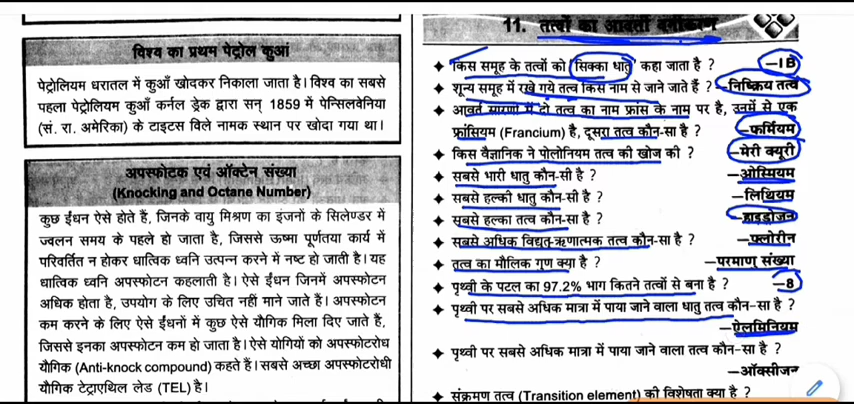 विश्व का प्रथम पेट्रोल कुआं
पेट्रोलियम धरातल में कुआँ खोदकर निकाला जाता है। विश्व का सबसे
पहला पेट्रोलियम कुआँ कर्नल ड्रेक द्वारा सन् 1859 में पेन्सिलवेनिया
(सं. रा. अमेरिका) के टाइटस विले नामक स्थान पर खोदा गया था।
अपस्फोटक एवं ऑक्टेन संख्या
(Knocking and Octane Number)
कुछ ईंधन ऐसे होते हैं, जिनके वायु मिश्रण का इंजनों के सिलेण्डर में
ज्वलन समय के पहले हो जाता है, जिससे ऊष्मा पूर्णतया कार्य में
परिवर्तित न होकर धात्विक ध्वनि उत्पन्न करने में नष्ट हो जाती है। यह
धात्विक ध्वनि अपस्फोटन कहलाती है। ऐसे ईंधन जिनमें अपस्फोटन
अधिक होता है, उपयोग के लिए उचित नहीं माने जाते हैं। अपस्फोटन
कम करने के लिए ऐसे ईंधनों में कुछ ऐसे यौगिक मिला दिए जाते हैं,
जिससे इनका अपस्फोटन कम हो जाता है। ऐसे योगियों को अपस्फोटरोध
यौगिक (Anti-knock compound) कहते हैं। सबसे अच्छा अपस्फोटरोधी
यौगिक टेट्राएथिल लेड (TEL) है।
11. तत्वों का आवर्ती वर्गीकरण
किस समूह के तत्वों को 'सिक्का धातु' कहा जाता है ? –IB
शून्य समूह में रखे गये तत्व किस नाम से जाने जाते हैं ? –निष्क्रिय तत्व
आवर्त सारणी में दो तत्व का नाम फ्रांस के नाम पर है, उनमें से एक
फ्रांसियम (Francium) है, दूसरा तत्व कौन-सा है ? –फर्मियम
किस वैज्ञानिक ने पोलोनियम तत्व की खोज की ? –मेरी क्यूरी
सबसे भारी धातु कौन-सी है ? –ओस्मियम
सबसे हल्की धातु कौन-सी है ? –लिथियम
सबसे हल्का तत्व कौन-सा है ? –हाइड्रोजन
सबसे अधिक विद्युत-ऋणात्मक तत्व कौन-सा है ? –फ्लोरीन
तत्व का मौलिक गुण क्या है ? –परमाणु संख्या
पृथ्वी के पटल का 97.2% भाग कितने तत्वों से बना है ? –8
पृथ्वी पर सबसे अधिक मात्रा में पाया जाने वाला धातु तत्व कौन-सा है ?
–ऐलुमिनियम
पृथ्वी पर सबसे अधिक मात्रा में पाया जाने वाला तत्व कौन-सा है ?
–ऑक्सीजन
संक्रमण तत्व (Transition element) की विशेषता क्या है ?